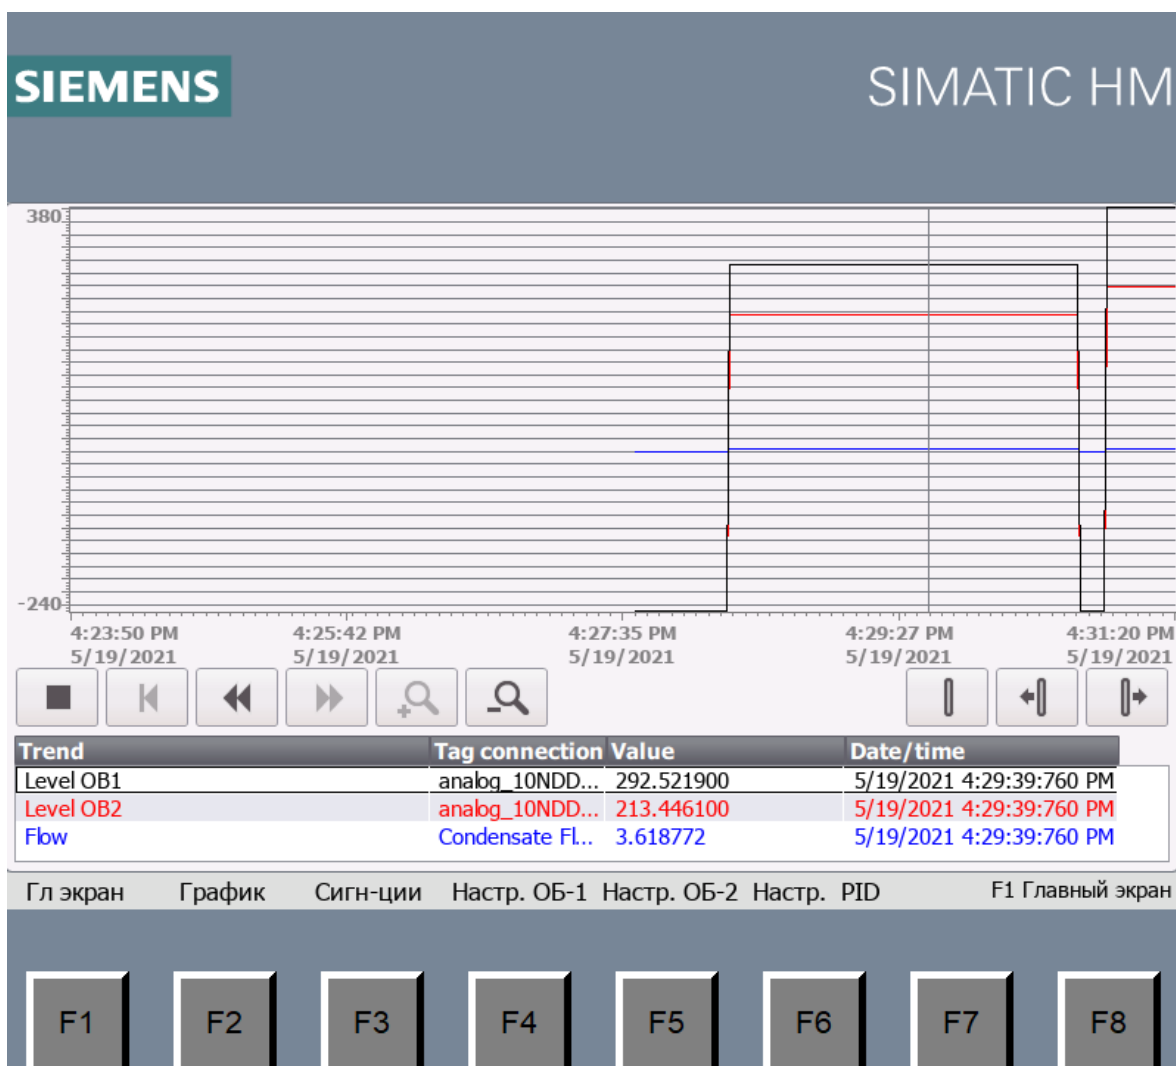 SIEMENS
SIMATIC HM
380
-240
4:23:50 PM 4:25:42 PM 4:27:35 PM 4:29:27 PM 4:31:20 PM
5/19/2021 5/19/2021 5/19/2021 5/19/2021 5/19/2021
Trend Tag connection Value Date/time
Level OB1 analog_10NDD... 292.521900 5/19/2021 4:29:39:760 PM
Level OB2 analog_10NDD... 213.446100 5/19/2021 4:29:39:760 PM
Flow Condensate Fl... 3.618772 5/19/2021 4:29:39:760 PM
Гл экран График Сигн-ции Настр. ОБ-1 Настр. ОБ-2 Настр. PID F1 Главный экран
F1 F2 F3 F4 F5 F6 F7 F8